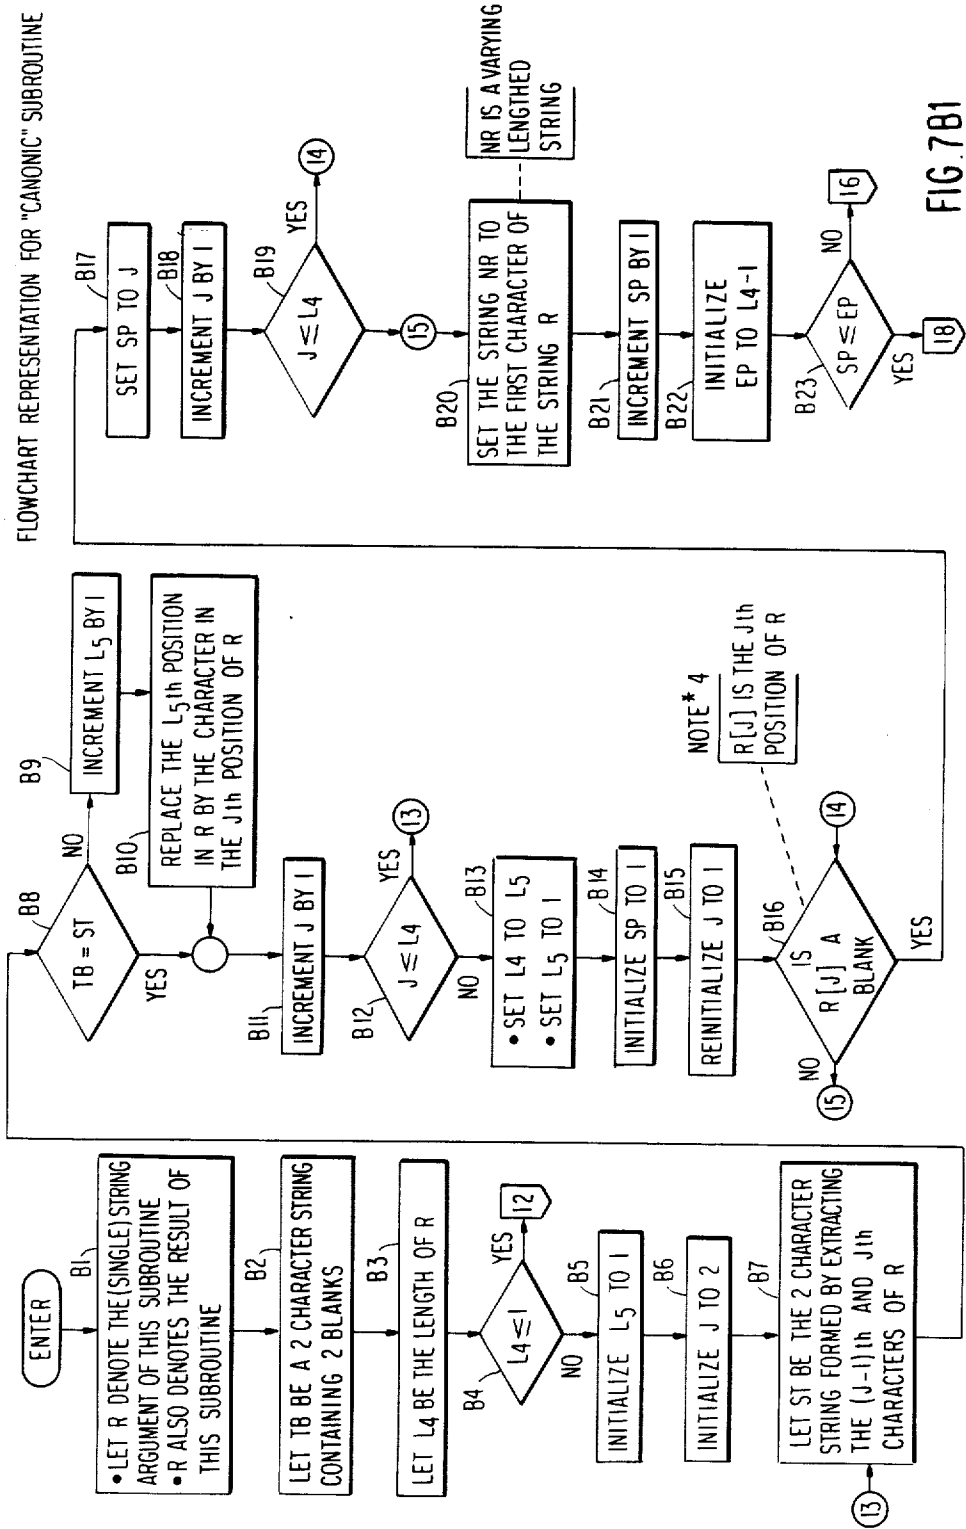 FLOWCHART REPRESENTATION FOR "CANONIC" SUBROUTINE
ENTER
B1
• LET R DENOTE THE (SINGLE) STRING
ARGUMENT OF THIS SUBROUTINE
• R ALSO DENOTES THE RESULT OF
THIS SUBROUTINE
B2
LET TB BE A 2 CHARACTER STRING
CONTAINING 2 BLANKS
B3
LET L4 BE THE LENGTH OF R
B4
L4 ≤ 1
YES
12
NO
B5
INITIALIZE L5 TO 1
B6
INITIALIZE J TO 2
B7
13
LET ST BE THE 2 CHARACTER
STRING FORMED BY EXTRACTING
THE (J-1)th AND Jth
CHARACTERS OF R
B8
TB = ST
NO
YES
B9
INCREMENT L5 BY 1
B10
REPLACE THE L5th POSITION
IN R BY THE CHARACTER IN
THE Jth POSITION OF R
B11
INCREMENT J BY 1
B12
J ≤ L4
YES
13
NO
B13
• SET L4 TO L5
• SET L5 TO 1
B14
INITIALIZE SP TO 1
B15
REINITIALIZE J TO 1
B16
IS
R[J] A
BLANK
NO
15
14
YES
NOTE* 4
R[J] IS THE Jth
POSITION OF R
B17
SET SP TO J
B18
INCREMENT J BY 1
B19
J ≤ L4
YES
14
15
B20
SET THE STRING NR TO
THE FIRST CHARACTER OF
THE STRING R
NR IS A VARYING
LENGTHED
STRING
B21
INCREMENT SP BY 1
B22
INITIALIZE
EP TO L4-1
B23
SP ≤ EP
NO
16
YES
18
FIG.7B1